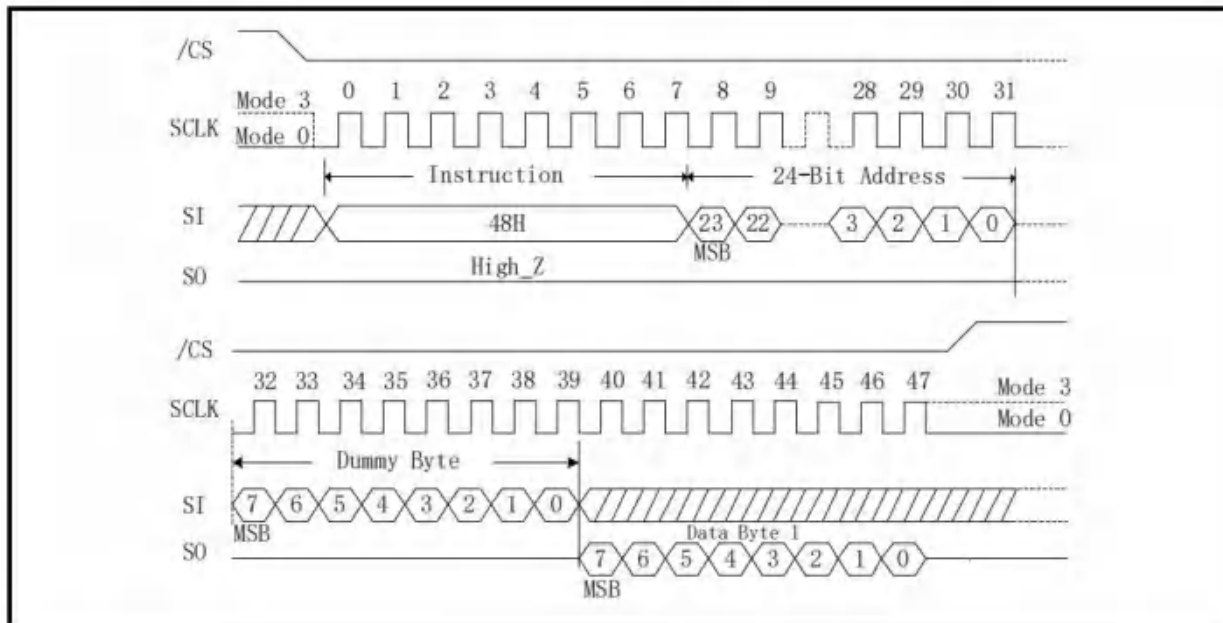 /CS
Mode 3 0 1 2 3 4 5 6 7 8 9 28 29 30 31
SCLK Mode 0
Instruction 24-Bit Address
SI 48H 23 22 3 2 1 0
MSB
High_Z
SO
/CS
32 33 34 35 36 37 38 39 40 41 42 43 44 45 46 47 Mode 3
SCLK Mode 0
Dummy Byte
SI 7 6 5 4 3 2 1 0
MSB Data Byte 1
SO 7 6 5 4 3 2 1 0
MSB